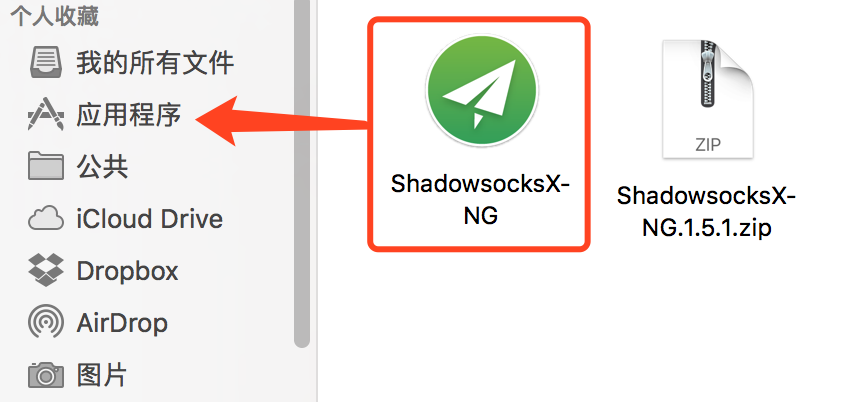 个人收藏
我的所有文件
应用程序
公共
iCloud Drive
Dropbox
AirDrop
图片
ShadowsocksX-
NG
ZIP
ShadowsocksX-
NG.1.5.1.zip